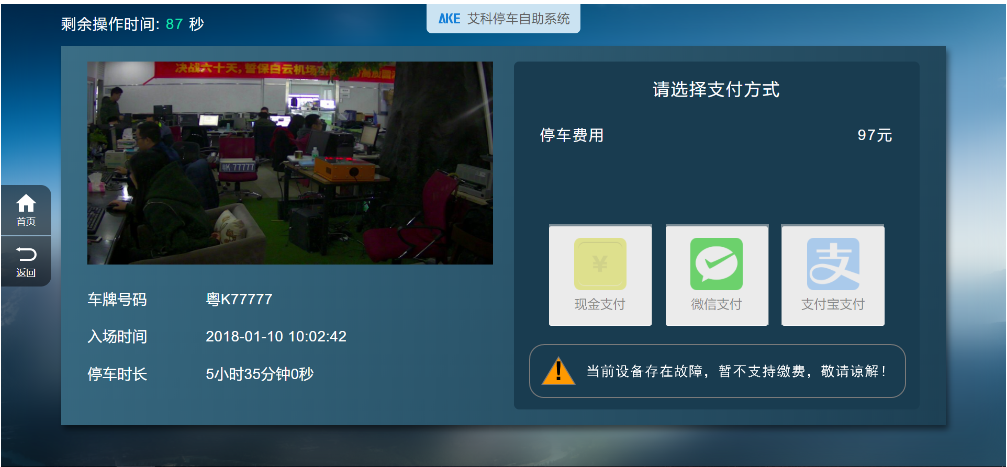 剩余操作时间: 87 秒
AKE 艾科停车自助系统
决战六十天，誓保白云机场
粤K 77777
首页
返回
车牌号码 粤K77777
入场时间 2018-01-10 10:02:42
停车时长 5小时35分钟0秒
请选择支付方式
停车费用 97元
¥
现金支付
微信支付
支
支付宝支付
当前设备存在故障，暂不支持缴费，敬请谅解！